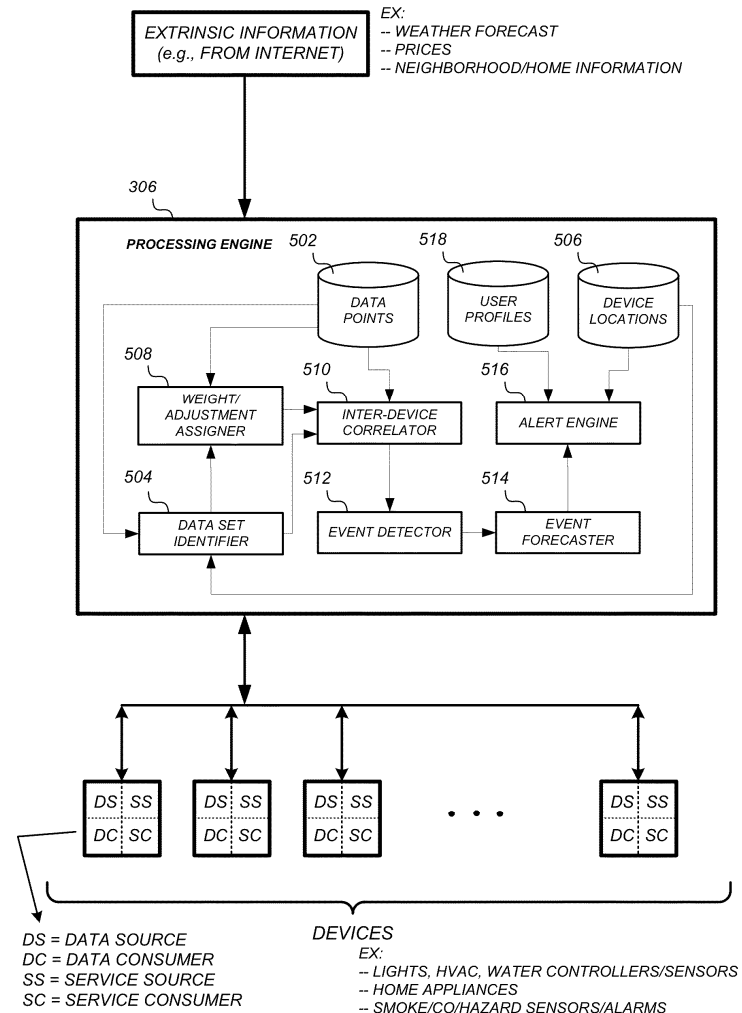 EXTRINSIC INFORMATION
(e.g., FROM INTERNET)
EX:
-- WEATHER FORECAST
-- PRICES
-- NEIGHBORHOOD/HOME INFORMATION
306
PROCESSING ENGINE
502
518
506
DATA
POINTS
USER
PROFILES
DEVICE
LOCATIONS
508
510
516
WEIGHT/
ADJUSTMENT
ASSIGNER
INTER-DEVICE
CORRELATOR
ALERT ENGINE
504
512
514
DATA SET
IDENTIFIER
EVENT DETECTOR
EVENT
FORECASTER
DS SS
DC SC
DS SS
DC SC
DS SS
DC SC
. . .
DS SS
DC SC
DS = DATA SOURCE
DC = DATA CONSUMER
SS = SERVICE SOURCE
SC = SERVICE CONSUMER
DEVICES
EX:
-- LIGHTS, HVAC, WATER CONTROLLERS/SENSORS
-- HOME APPLIANCES
-- SMOKE/CO/HAZARD SENSORS/ALARMS